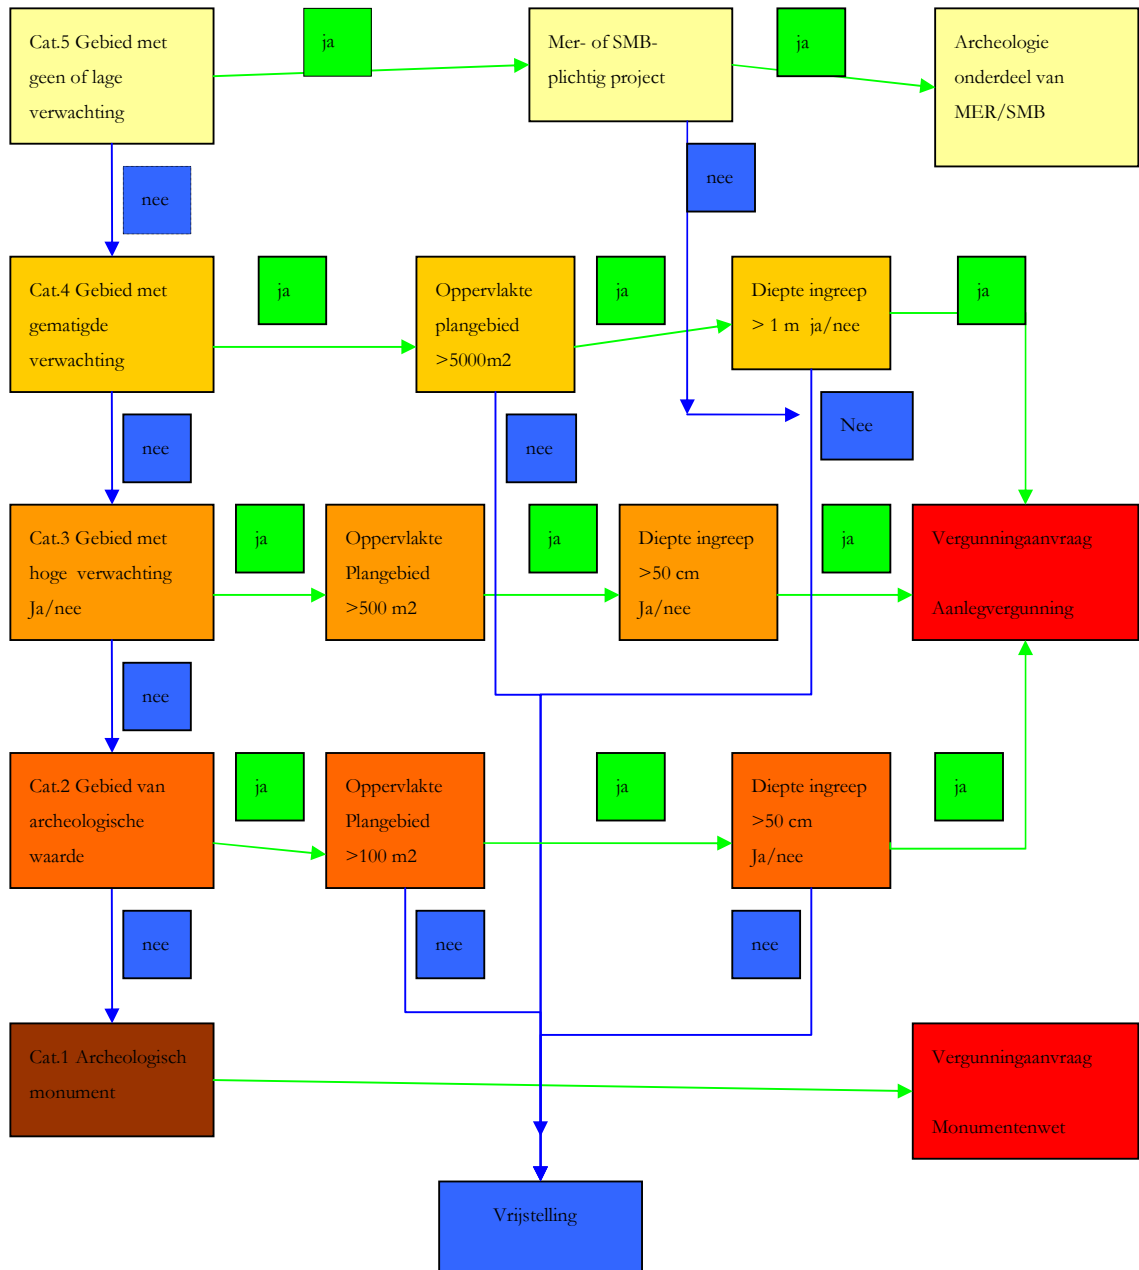 Cat.5 Gebied met
geen of lage
verwachting
ja
Mer- of SMB-
plichtig project
ja
Archeologie
onderdeel van
MER/SMB
nee
nee
Cat.4 Gebied met
gematigde
verwachting
ja
Oppervlakte
plangebied
>5000m2
ja
Diepte ingreep
> 1 m  ja/nee
ja
nee
nee
Nee
Cat.3 Gebied met
hoge  verwachting
Ja/nee
ja
Oppervlakte
Plangebied
>500 m2
ja
Diepte ingreep
>50 cm
Ja/nee
ja
Vergunningaanvraag
Aanlegvergunning
nee
Cat.2 Gebied van
archeologische
waarde
ja
Oppervlakte
Plangebied
>100 m2
ja
Diepte ingreep
>50 cm
Ja/nee
ja
nee
nee
nee
Cat.1 Archeologisch
monument
Vergunningaanvraag
Monumentenwet
Vrijstelling